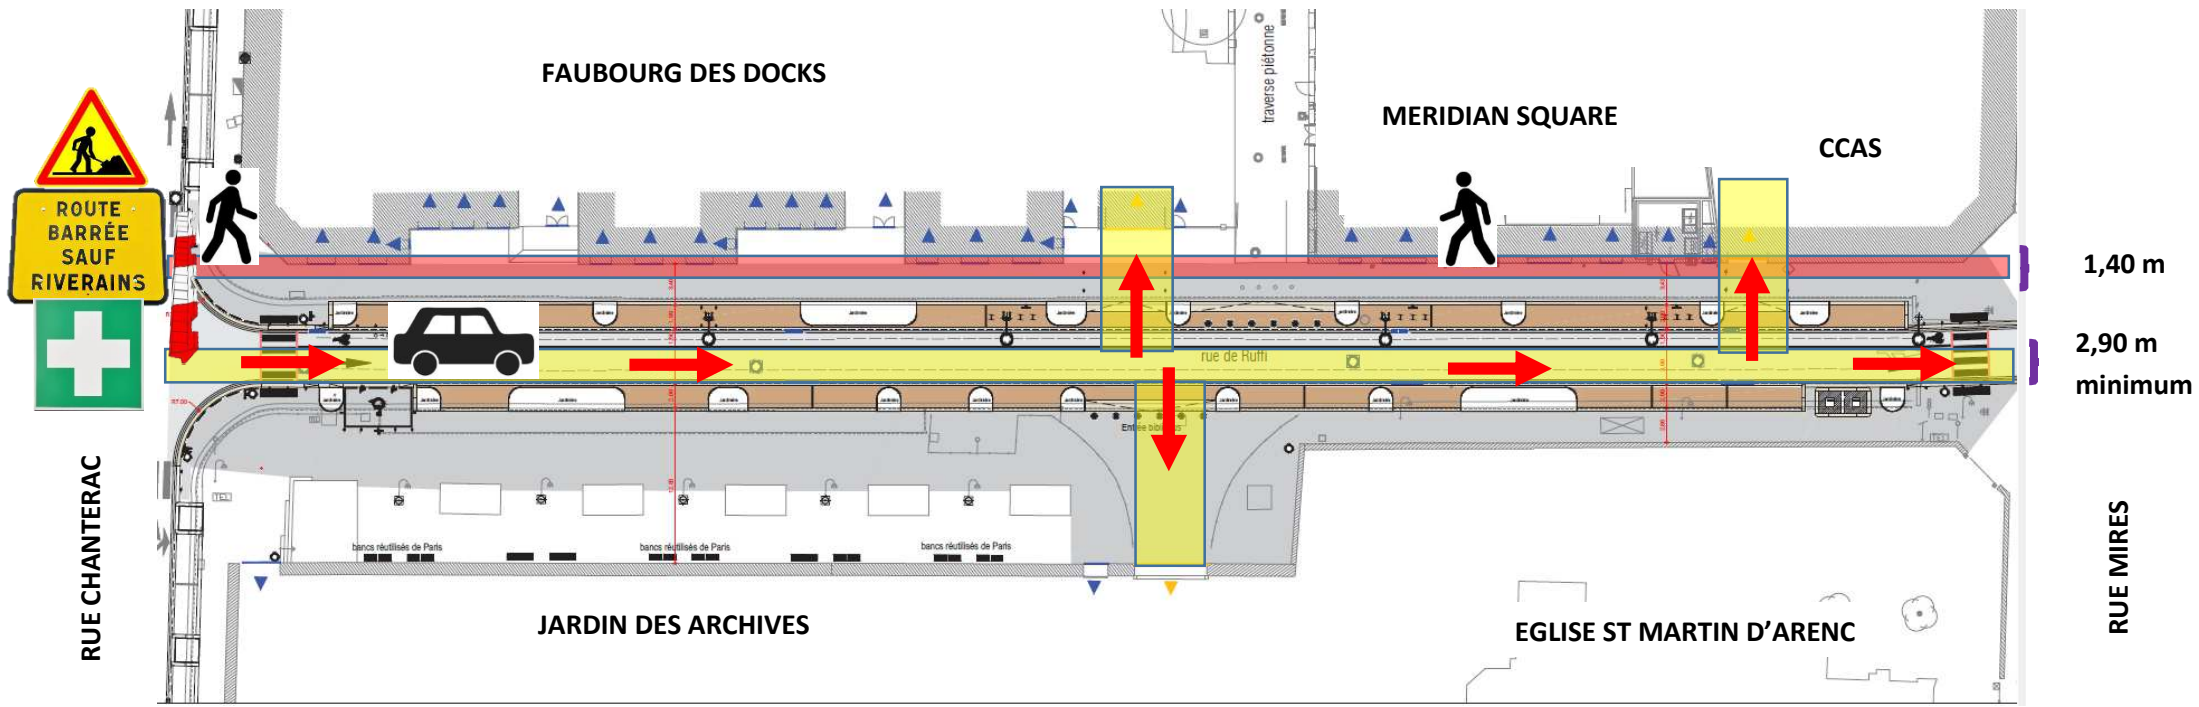 FAUBOURG DES DOCKS
traverse piétonne
MERIDIAN SQUARE
CCAS
ROUTE
BARRÉE
SAUF
RIVERAINS
1,40 m
2,90 m
minimum
rue de Ruffi
RUE CHANTERAC
RUE MIRES
bancs réutilisés de Paris
bancs réutilisés de Paris
bancs réutilisés de Paris
JARDIN DES ARCHIVES
EGLISE ST MARTIN D'ARENC